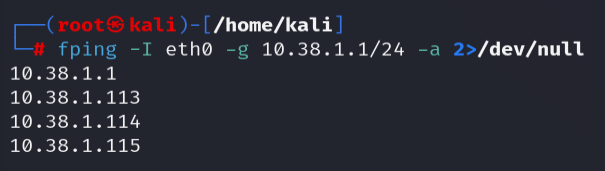 ┌──(root㉿kali)-[/home/kali]
└─# fping -I eth0 -g 10.38.1.1/24 -a 2>/dev/null
10.38.1.1
10.38.1.113
10.38.1.114
10.38.1.115